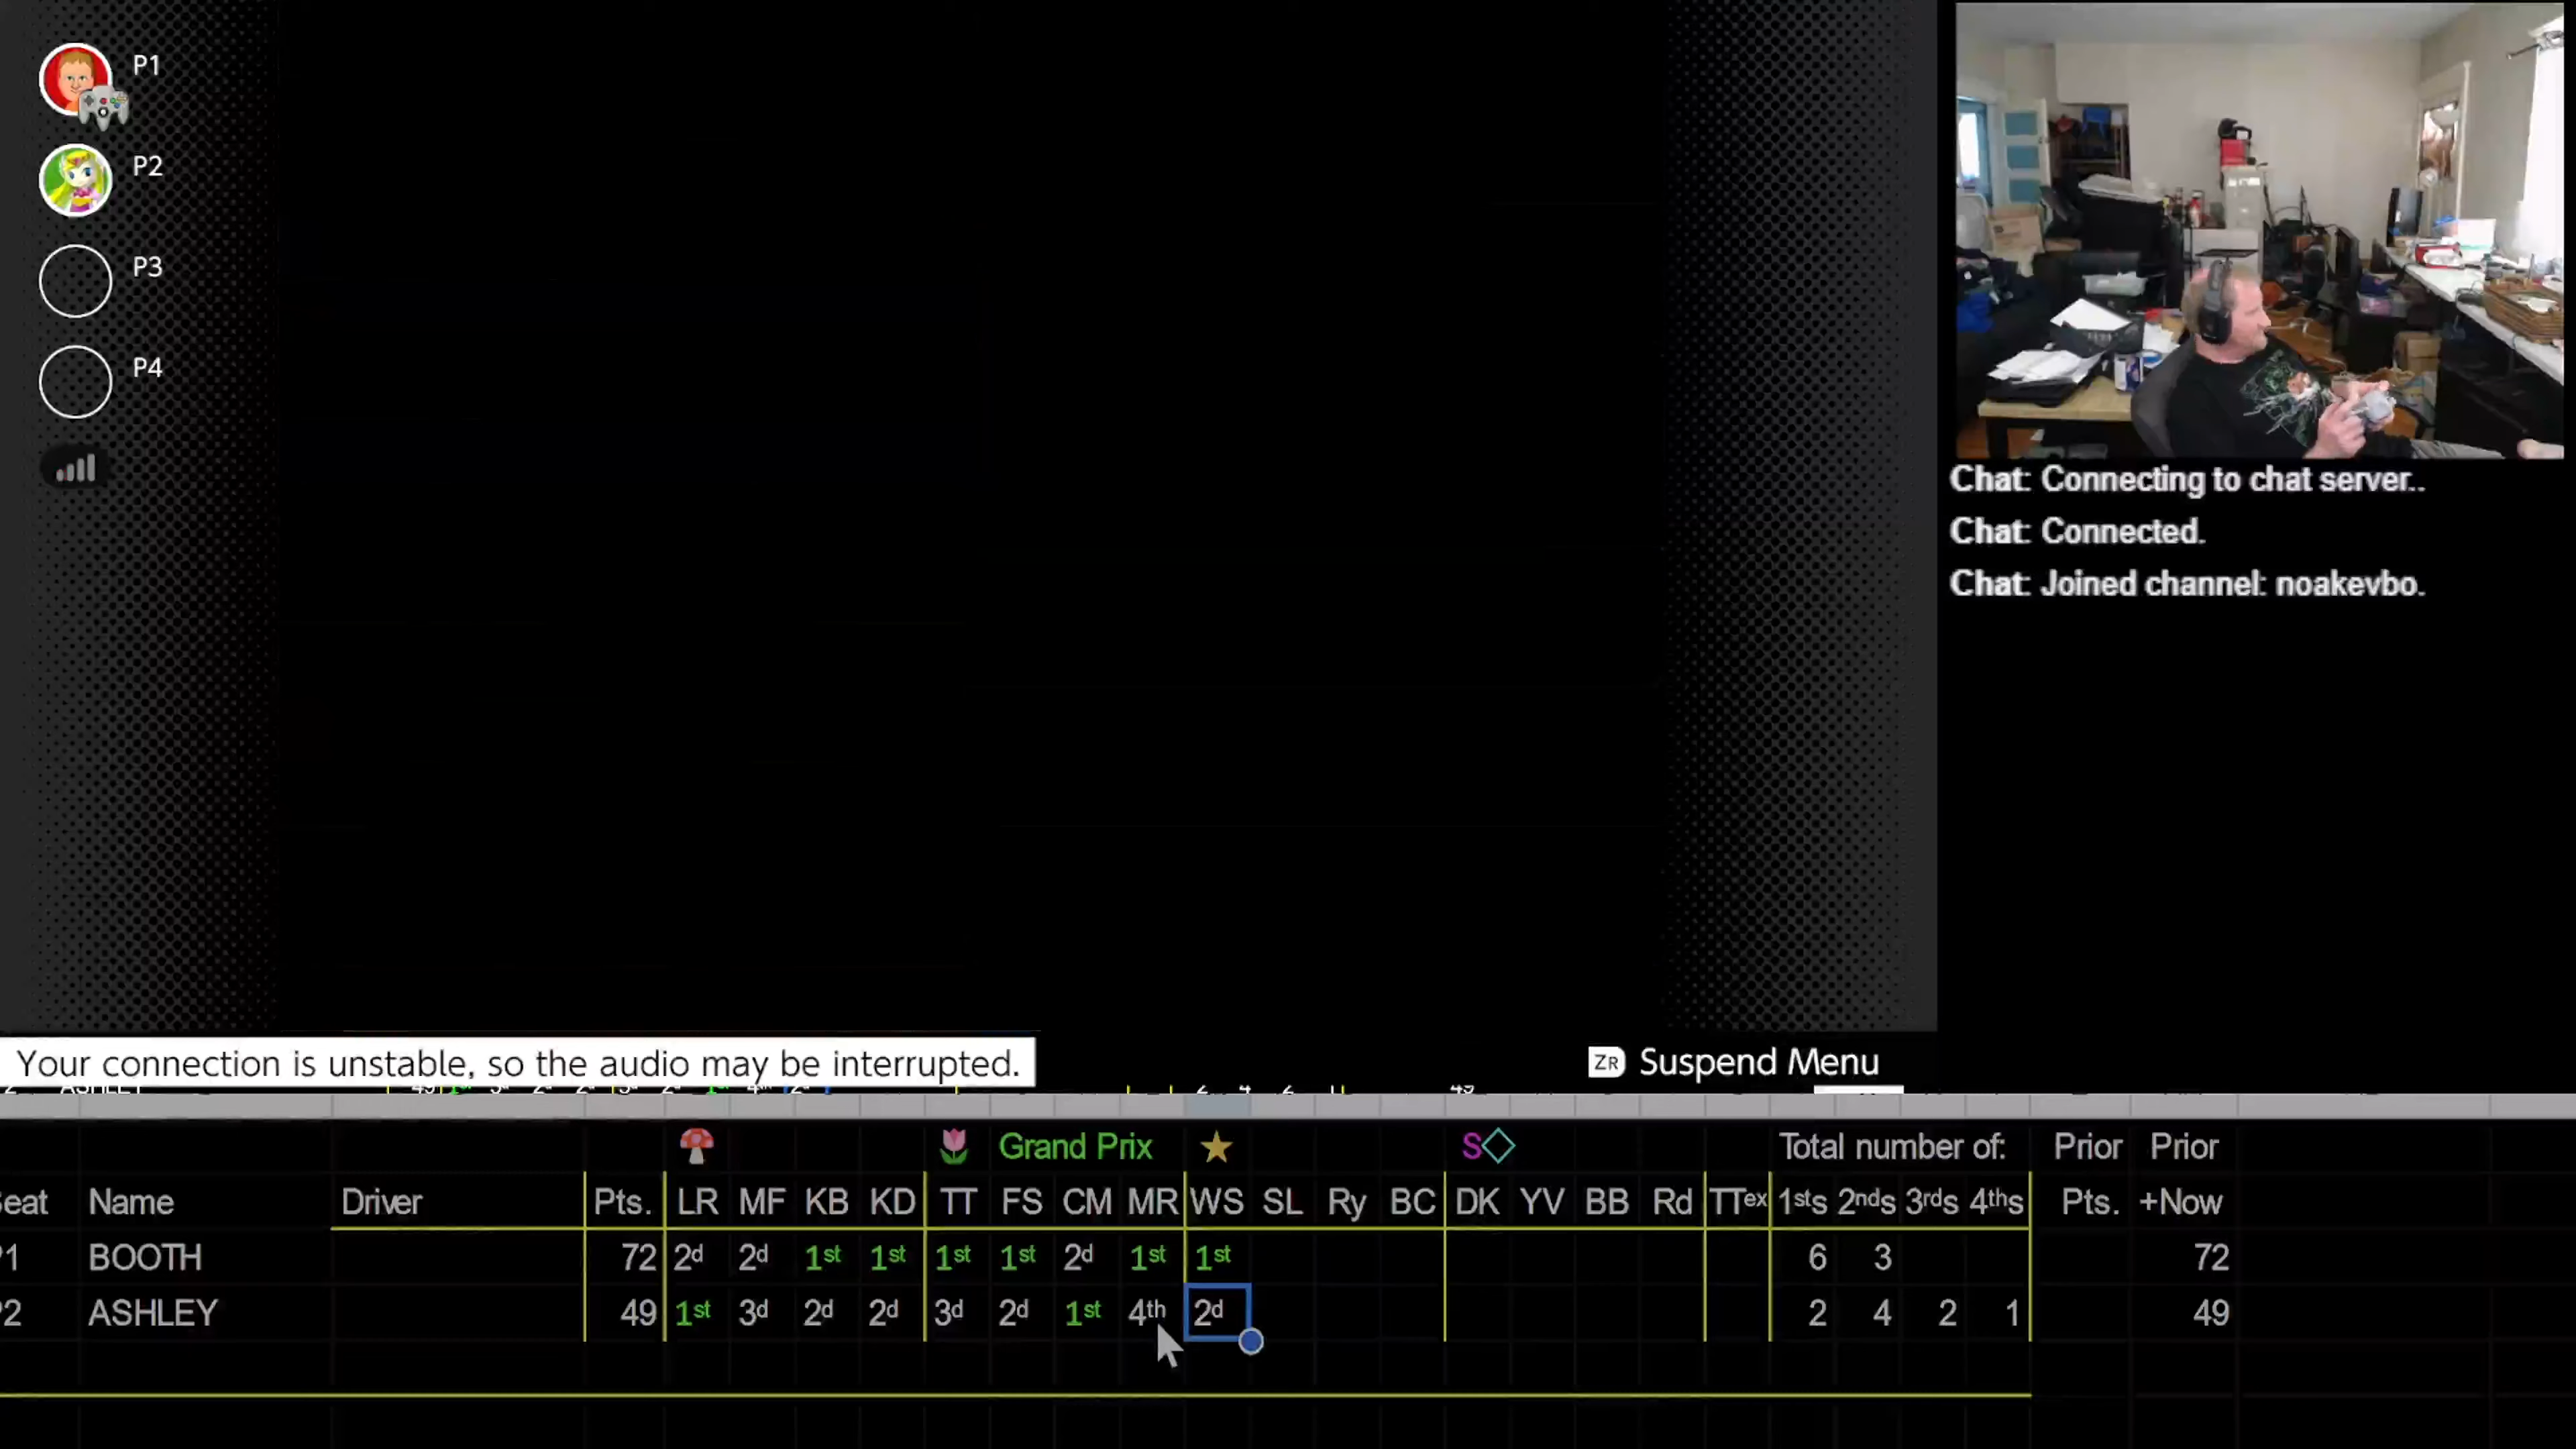 P1
P2
P3
P4
Chat: Connecting to chat server..
Chat: Connected.
Chat: Joined channel: noakevbo.
Your connection is unstable, so the audio may be interrupted.
ZR Suspend Menu
Grand Prix S Total number of: Prior Prior
eat Name Driver Pts. LR MF KB KD TT FS CM MR WS SL Ry BC DK YV BB Rd TTex 1sts 2nds 3rds 4ths Pts. +Now
1 BOOTH 72 2d 2d 1st 1st 1st 1st 2d 1st 1st 6 3 72
2 ASHLEY 49 1st 3d 2d 2d 3d 2d 1st 4th 2d 2 4 2 1 49